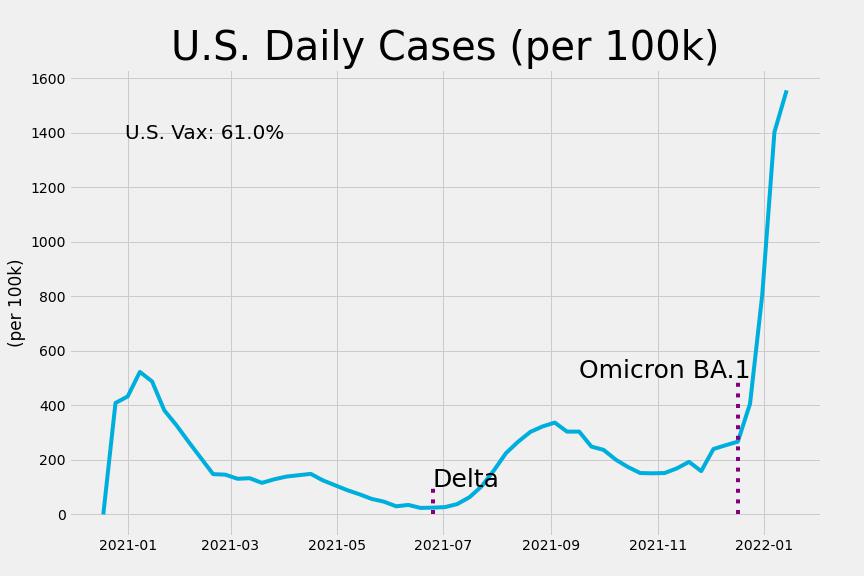 U.S. Daily Cases (per 100k)
1600
U.S. Vax: 61.0%
1400
1200
1000
800
600
400
200
0
(per 100k)
Omicron BA.1
Delta
2021-01 2021-03 2021-05 2021-07 2021-09 2021-11 2022-01